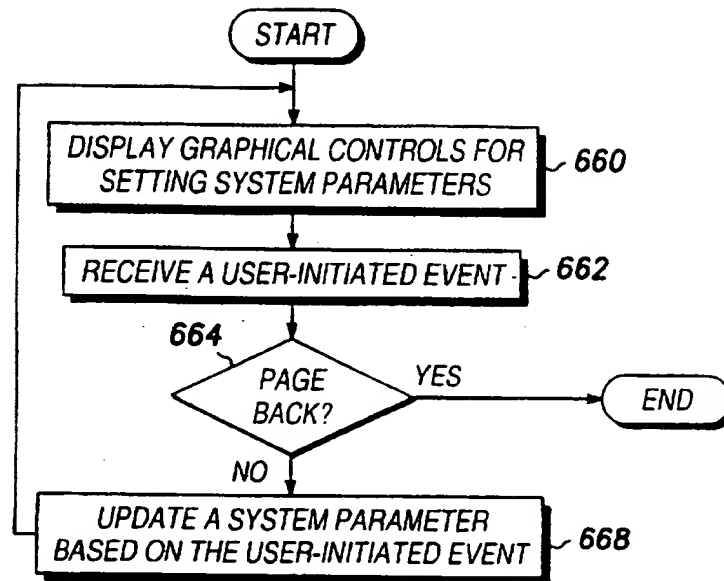 START
DISPLAY GRAPHICAL CONTROLS FOR
SETTING SYSTEM PARAMETERS
660
RECEIVE A USER-INITIATED EVENT
662
664
PAGE
BACK?
YES
END
NO
UPDATE A SYSTEM PARAMETER
BASED ON THE USER-INITIATED EVENT
668